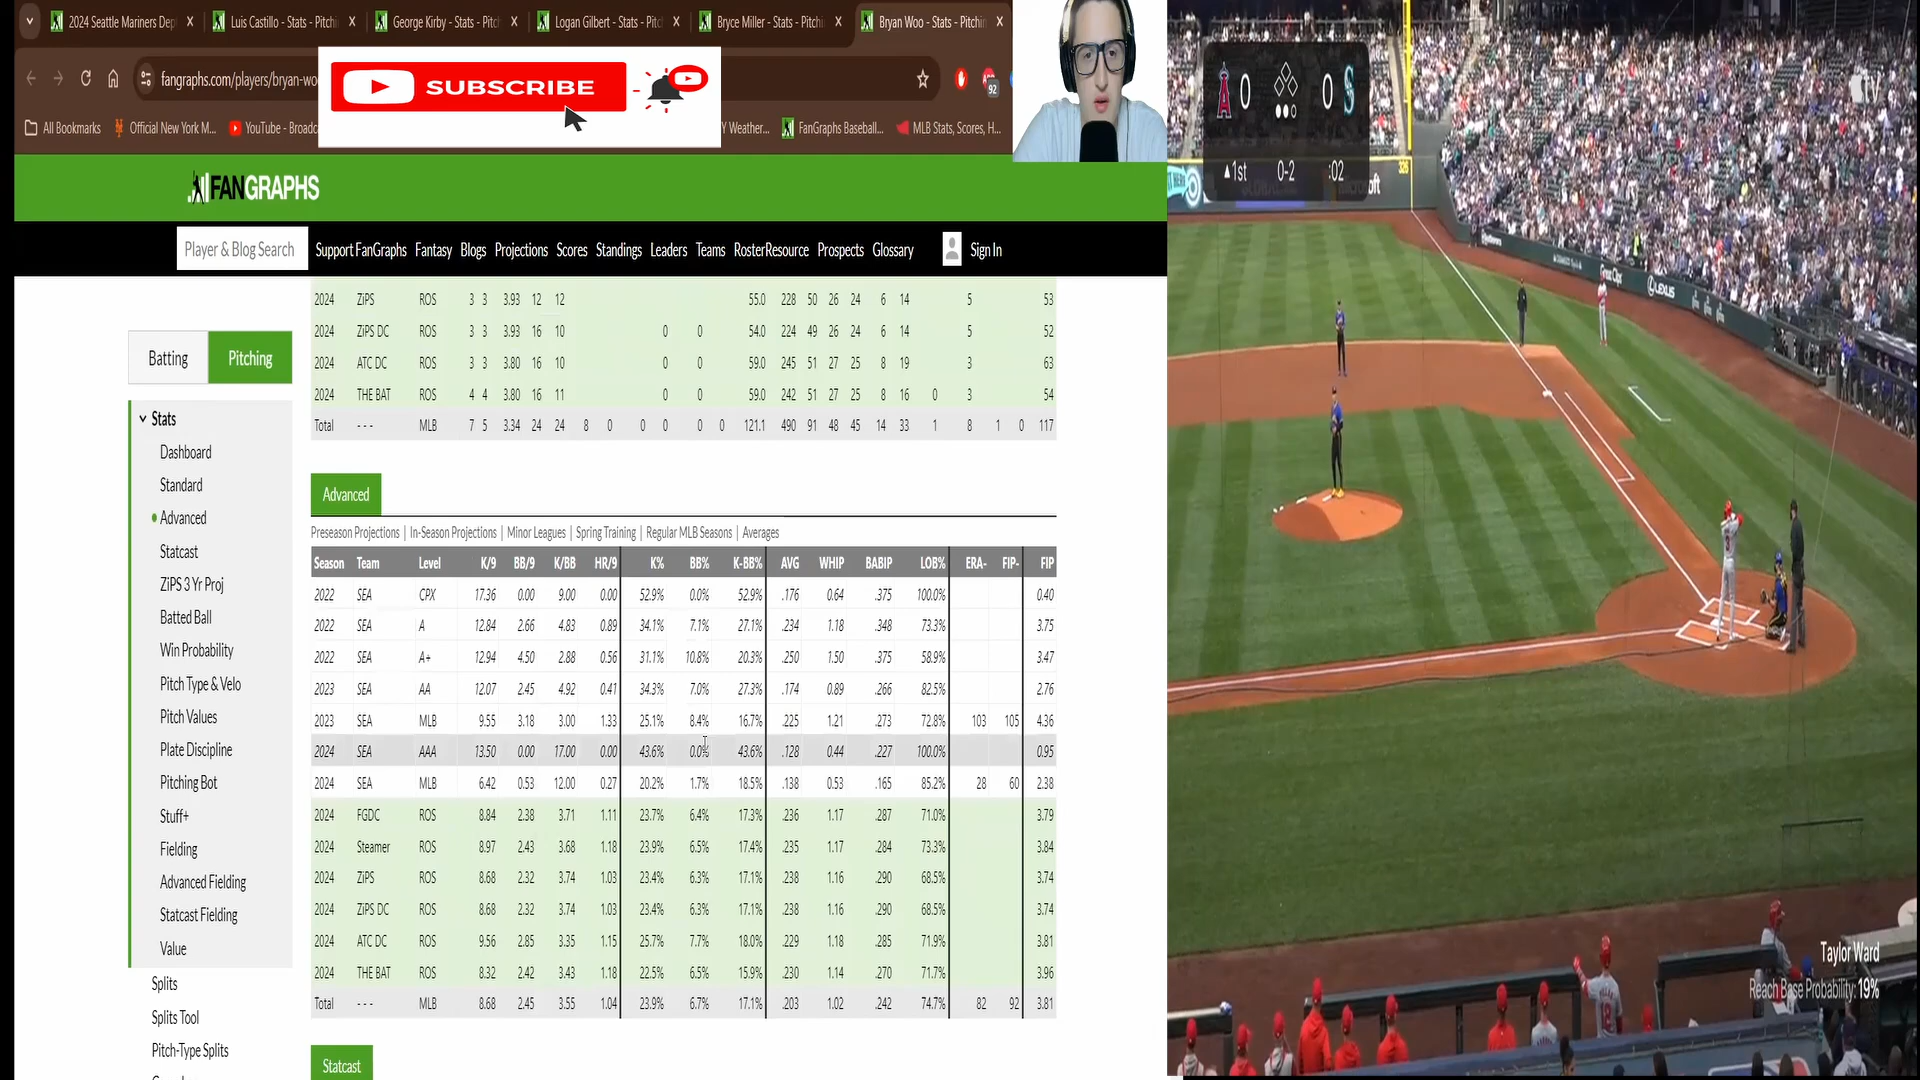 2024 Seattle Mariners Dep
Luis Castillo - Stats - Pitchi
George Kirby - Stats - Pitc
Logan Gilbert - Stats - Pitc
Bryce Miller - Stats - Pitchi
Bryan Woo - Stats - Pitchin
fangraphs.com/players/bryan-wo
SUBSCRIBE
92
All Bookmarks
Official New York M...
YouTube - Broadc
Y Weather...
FanGraphs Baseball...
MLB Stats, Scores, H...
FANGRAPHS
Player & Blog Search
Support FanGraphs Fantasy Blogs Projections Scores Standings Leaders Teams RosterResource Prospects Glossary
Sign In
Batting Pitching
Stats
Dashboard
Standard
Advanced
Statcast
ZiPS 3 Yr Proj
Batted Ball
Win Probability
Pitch Type & Velo
Pitch Values
Plate Discipline
Pitching Bot
Stuff+
Fielding
Advanced Fielding
Statcast Fielding
Value
Splits
Splits Tool
Pitch-Type Splits
2024 ZiPS ROS 3 3 3.93 12 12 55.0 228 50 26 24 6 14 5 53
2024 ZiPS DC ROS 3 3 3.93 16 10 0 0 54.0 224 49 26 24 6 14 5 52
2024 ATC DC ROS 3 3 3.80 16 10 0 0 59.0 245 51 27 25 8 19 3 63
2024 THE BAT ROS 4 4 3.80 16 11 0 0 59.0 242 51 27 25 8 16 0 3 54
Total - - - MLB 7 5 3.34 24 24 8 0 0 0 0 0 121.1 490 91 48 45 14 33 1 8 1 0 117
Advanced
Preseason Projections | In-Season Projections | Minor Leagues | Spring Training | Regular MLB Seasons | Averages
Season Team Level K/9 BB/9 K/BB HR/9 K% BB% K-BB% AVG WHIP BABIP LOB% ERA- FIP- FIP
2022 SEA CPX 17.36 0.00 9.00 0.00 52.9% 0.0% 52.9% .176 0.64 .375 100.0% 0.40
2022 SEA A 12.84 2.66 4.83 0.89 34.1% 7.1% 27.1% .234 1.18 .348 73.3% 3.75
2022 SEA A+ 12.94 4.50 2.88 0.56 31.1% 10.8% 20.3% .250 1.50 .375 58.9% 3.47
2023 SEA AA 12.07 2.45 4.92 0.41 34.3% 7.0% 27.3% .174 0.89 .266 82.5% 2.76
2023 SEA MLB 9.55 3.18 3.00 1.33 25.1% 8.4% 16.7% .225 1.21 .273 72.8% 103 105 4.36
2024 SEA AAA 13.50 0.00 17.00 0.00 43.6% 0.0% 43.6% .128 0.44 .227 100.0% 0.95
2024 SEA MLB 6.42 0.53 12.00 0.27 20.2% 1.7% 18.5% .138 0.53 .165 85.2% 28 60 2.38
2024 FGDC ROS 8.84 2.38 3.71 1.11 23.7% 6.4% 17.3% .236 1.17 .287 71.0% 3.79
2024 Steamer ROS 8.97 2.43 3.68 1.18 23.9% 6.5% 17.4% .235 1.17 .284 73.3% 3.84
2024 ZiPS ROS 8.68 2.32 3.74 1.03 23.4% 6.3% 17.1% .238 1.16 .290 68.5% 3.74
2024 ZiPS DC ROS 8.68 2.32 3.74 1.03 23.4% 6.3% 17.1% .238 1.16 .290 68.5% 3.74
2024 ATC DC ROS 9.56 2.85 3.35 1.15 25.7% 7.7% 18.0% .229 1.18 .285 71.9% 3.81
2024 THE BAT ROS 8.32 2.42 3.43 1.18 22.5% 6.5% 15.9% .230 1.14 .270 71.7% 3.96
Total - - - MLB 8.68 2.45 3.55 1.04 23.9% 6.7% 17.1% .203 1.02 .242 74.7% 82 92 3.81
Statcast
A 0 0 S
1st 0-2 :02
tv
326
LEXUS
Taylor Ward
Reach Base Probability: 19%